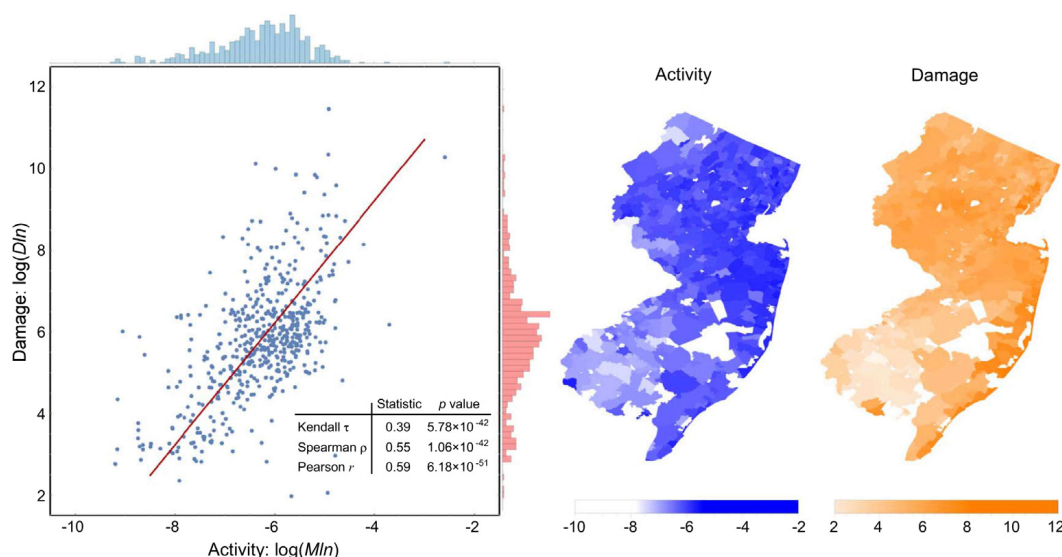 Activity
Damage
12
10
8
6
4
2
Damage: log(D/n)
Statistic p value
Kendall τ 0.39 5.78×10-42
Spearman ρ 0.55 1.06×10-42
Pearson r 0.59 6.18×10-51
-10 -8 -6 -4 -2
Activity: log(M/n)
-10 -6 -4 -2
2 4 6 8 10 12